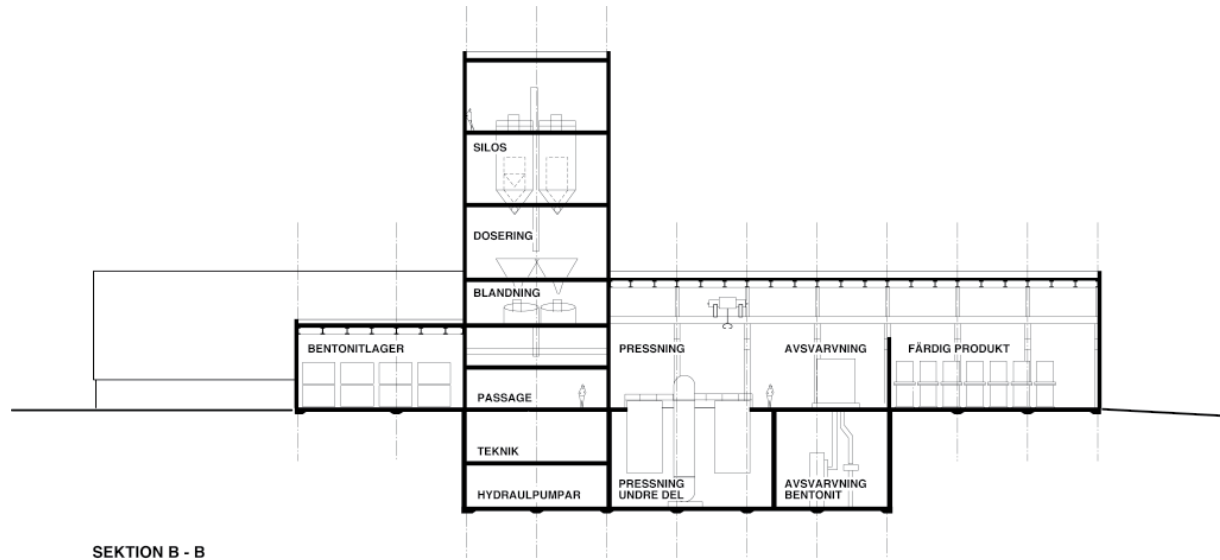 SILOS
DOSERING
BLANDNING
BENTONITLAGER
PRESSNING
AVSVARVNING
FÄRDIG PRODUKT
PASSAGE
TEKNIK
HYDRAULPUMPAR
PRESSNING
UNDRE DEL
AVSVARVNING
BENTONIT
SEKTION B - B